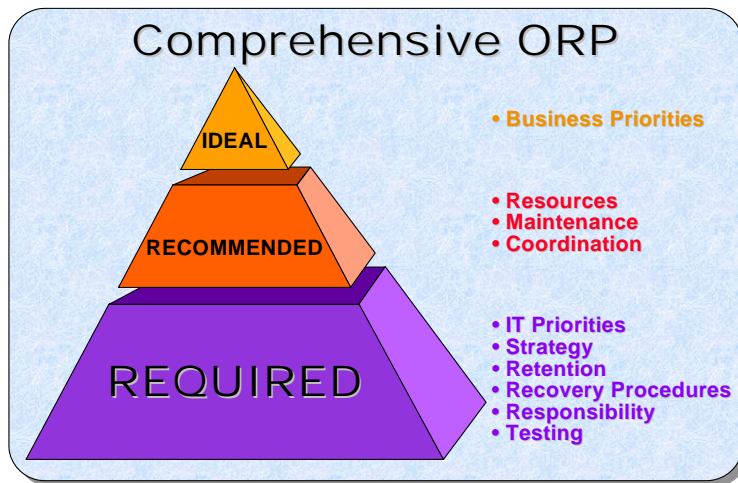 Comprehensive ORP
IDEAL
• Business Priorities
RECOMMENDED
• Resources
• Maintenance
• Coordination
REQUIRED
• IT Priorities
• Strategy
• Retention
• Recovery Procedures
• Responsibility
• Testing